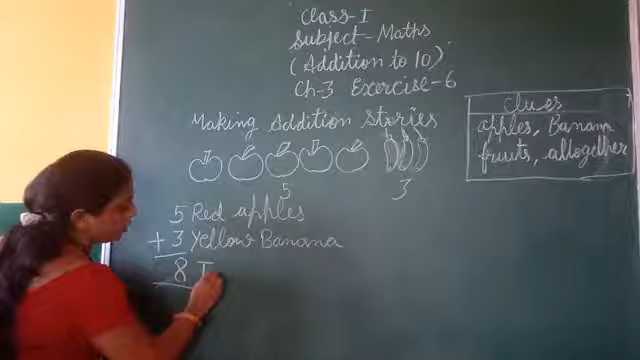 Class-I
Subject-Maths
(Addition to 10)
Ch-3 Exercise-6
Making Addition Stories
clues
apples, Banana
fruits, altogether
5 3
5 Red apples
+ 3 Yellow Banana
8 T